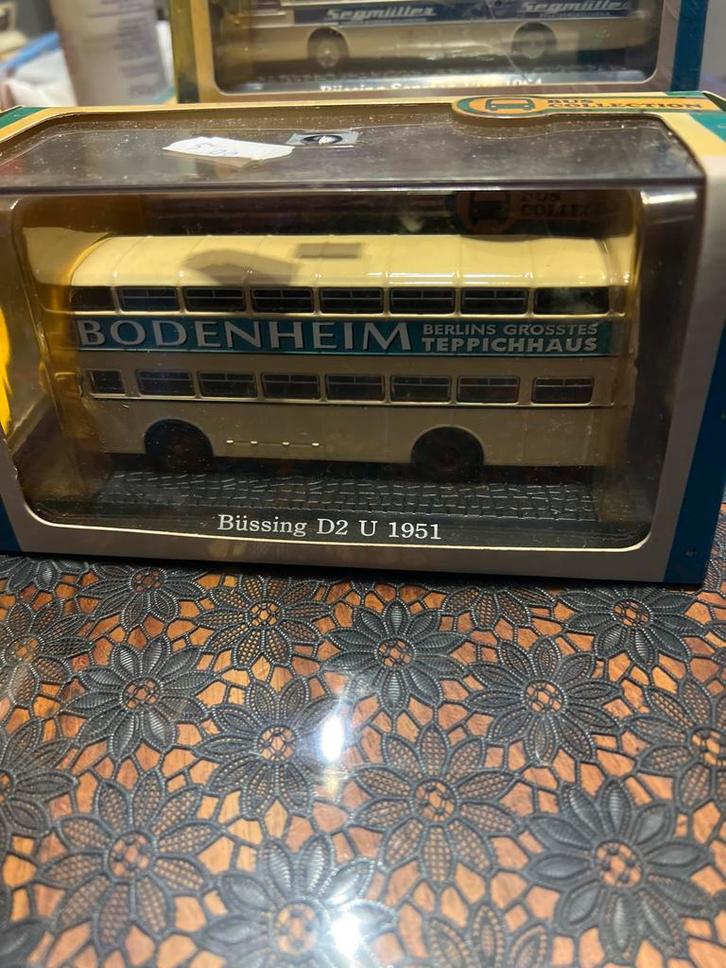 Segmüller Segmüller
BUS
COLLECTION
BODENHEIM
BERLINS GROSSTES
TEPPICHHAUS
Büssing D2 U 1951